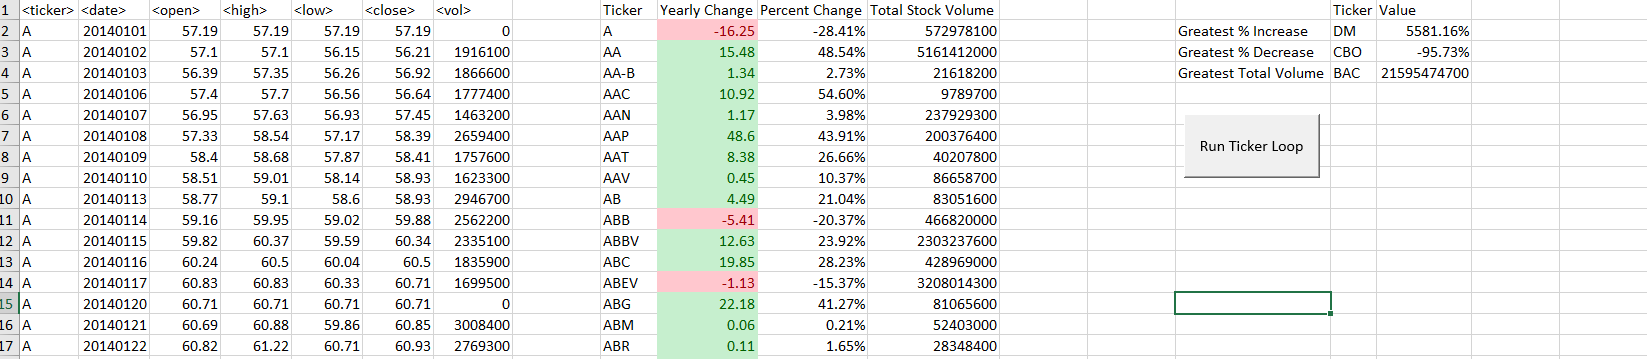 1 <ticker> <date> <open> <high> <low> <close> <vol> Ticker Yearly Change Percent Change Total Stock Volume Ticker Value
2 A 20140101 57.19 57.19 57.19 57.19 0 A -16.25 -28.41% 572978100 Greatest % Increase DM 5581.16%
3 A 20140102 57.1 57.1 56.15 56.21 1916100 AA 15.48 48.54% 5161412000 Greatest % Decrease CBO -95.73%
4 A 20140103 56.39 57.35 56.26 56.92 1866600 AA-B 1.34 2.73% 21618200 Greatest Total Volume BAC 21595474700
5 A 20140106 57.4 57.7 56.56 56.64 1777400 AAC 10.92 54.60% 9789700
6 A 20140107 56.95 57.63 56.93 57.45 1463200 AAN 1.17 3.98% 237929300
7 A 20140108 57.33 58.54 57.17 58.39 2659400 AAP 48.6 43.91% 200376400
Run Ticker Loop
8 A 20140109 58.4 58.68 57.87 58.41 1757600 AAT 8.38 26.66% 40207800
9 A 20140110 58.51 59.01 58.14 58.93 1623300 AAV 0.45 10.37% 86658700
10 A 20140113 58.77 59.1 58.6 58.93 2946700 AB 4.49 21.04% 83051600
11 A 20140114 59.16 59.95 59.02 59.88 2562200 ABB -5.41 -20.37% 466820000
12 A 20140115 59.82 60.37 59.59 60.34 2335100 ABBV 12.63 23.92% 2303237600
13 A 20140116 60.24 60.5 60.04 60.5 1835900 ABC 19.85 28.23% 428969000
14 A 20140117 60.83 60.83 60.33 60.71 1699500 ABEV -1.13 -15.37% 3208014300
15 A 20140120 60.71 60.71 60.71 60.71 0 ABG 22.18 41.27% 81065600
16 A 20140121 60.69 60.88 59.86 60.85 3008400 ABM 0.06 0.21% 52403000
17 A 20140122 60.82 61.22 60.71 60.93 2769300 ABR 0.11 1.65% 28348400